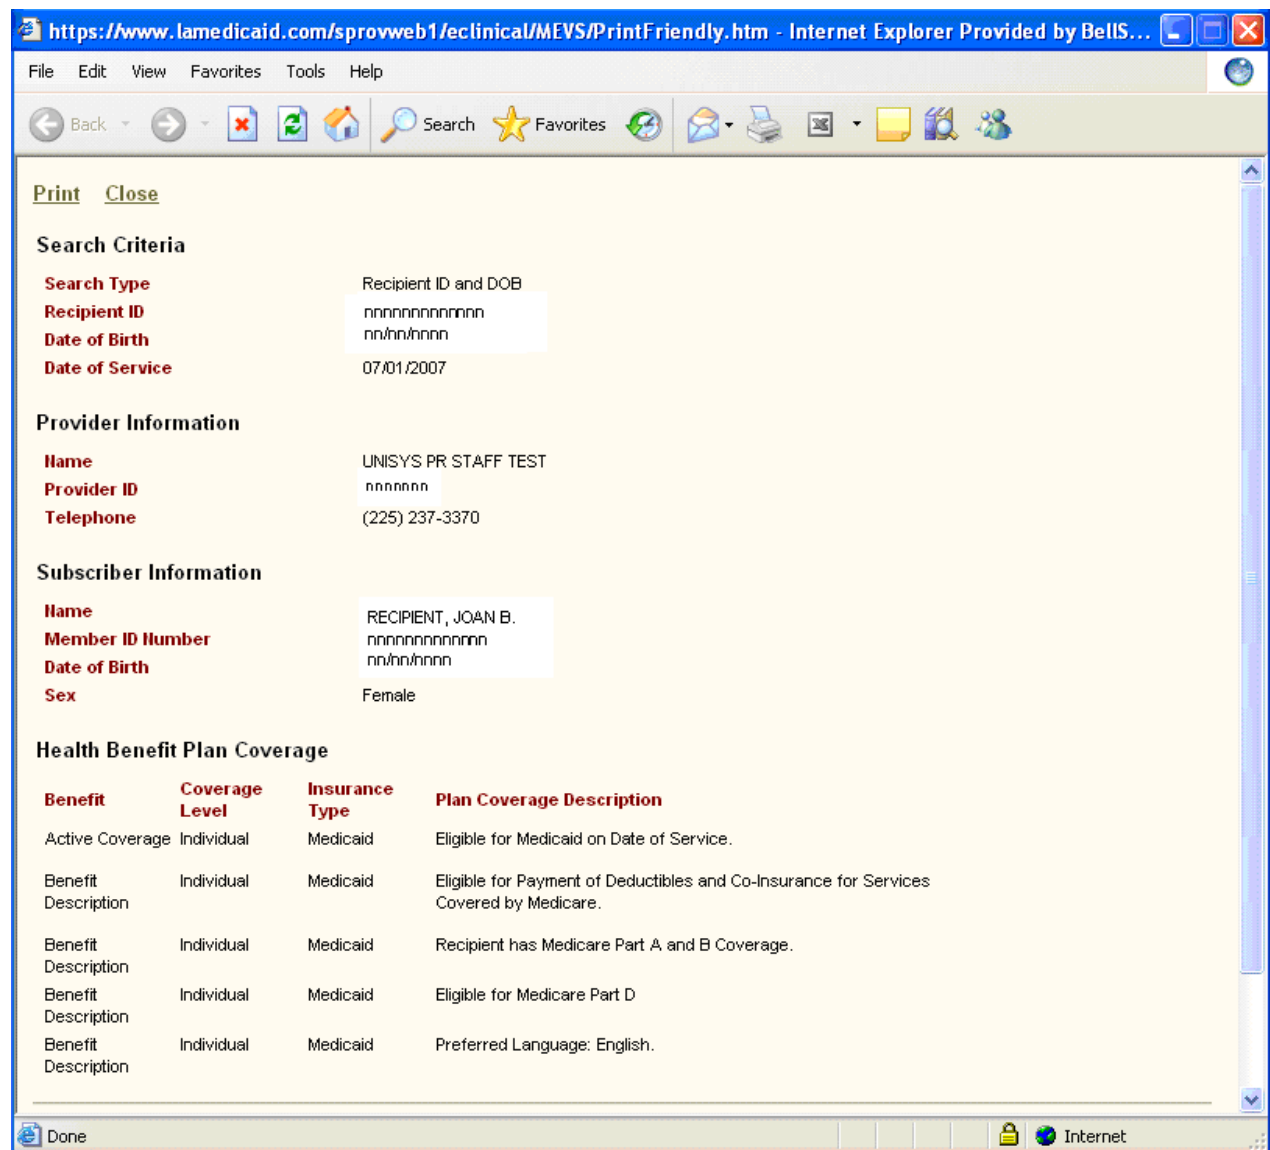 https://www.lamedicaid.com/sprovweb1/eclinical/MEVS/PrintFriendly.htm - Internet Explorer Provided by BellS...
File Edit View Favorites Tools Help
Back Search Favorites
Print Close
Search Criteria
Search Type Recipient ID and DOB
Recipient ID nnnnnnnnnnnnn
Date of Birth nn/nn/nnnn
Date of Service 07/01/2007
Provider Information
Name UNISYS PR STAFF TEST
Provider ID nnnnnnn
Telephone (225) 237-3370
Subscriber Information
Name RECIPIENT, JOAN B.
Member ID Number nnnnnnnnnnnnn
Date of Birth nn/nn/nnnn
Sex Female
Health Benefit Plan Coverage
Benefit Coverage Level Insurance Type Plan Coverage Description
Active Coverage Individual Medicaid Eligible for Medicaid on Date of Service.
Benefit Individual Medicaid Eligible for Payment of Deductibles and Co-Insurance for Services
Description Covered by Medicare.
Benefit Individual Medicaid Recipient has Medicare Part A and B Coverage.
Description
Benefit Individual Medicaid Eligible for Medicare Part D
Description
Benefit Individual Medicaid Preferred Language: English.
Description
Done Internet